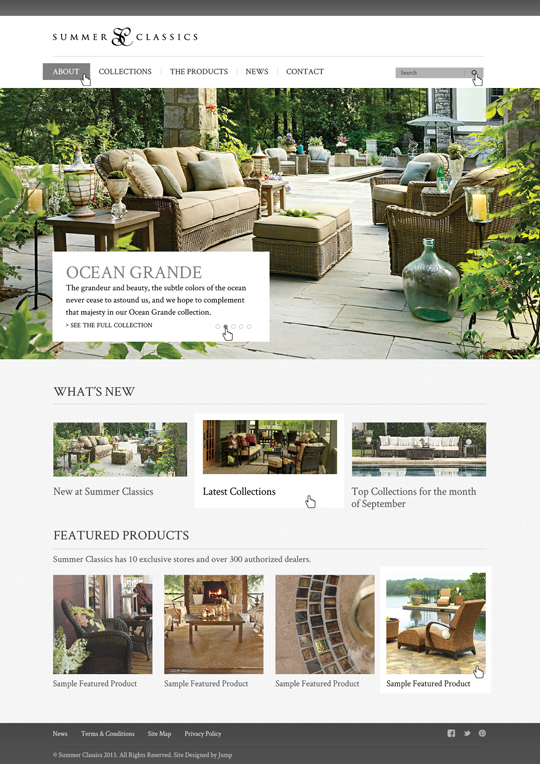 SUMMER SC CLASSICS
ABOUT COLLECTIONS THE PRODUCTS NEWS CONTACT Search
OCEAN GRANDE
The grandeur and beauty, the subtle colors of the ocean
never cease to astound us, and we hope to complement
that majesty in our Ocean Grande collection.
> SEE THE FULL COLLECTION
WHAT'S NEW
New at Summer Classics
Latest Collections
Top Collections for the month
of September
FEATURED PRODUCTS
Summer Classics has 10 exclusive stores and over 300 authorized dealers.
Sample Featured Product Sample Featured Product Sample Featured Product Sample Featured Product
News Terms & Conditions Site Map Privacy Policy
© Summer Classics 2013. All Rights Reserved. Site Designed by Jump